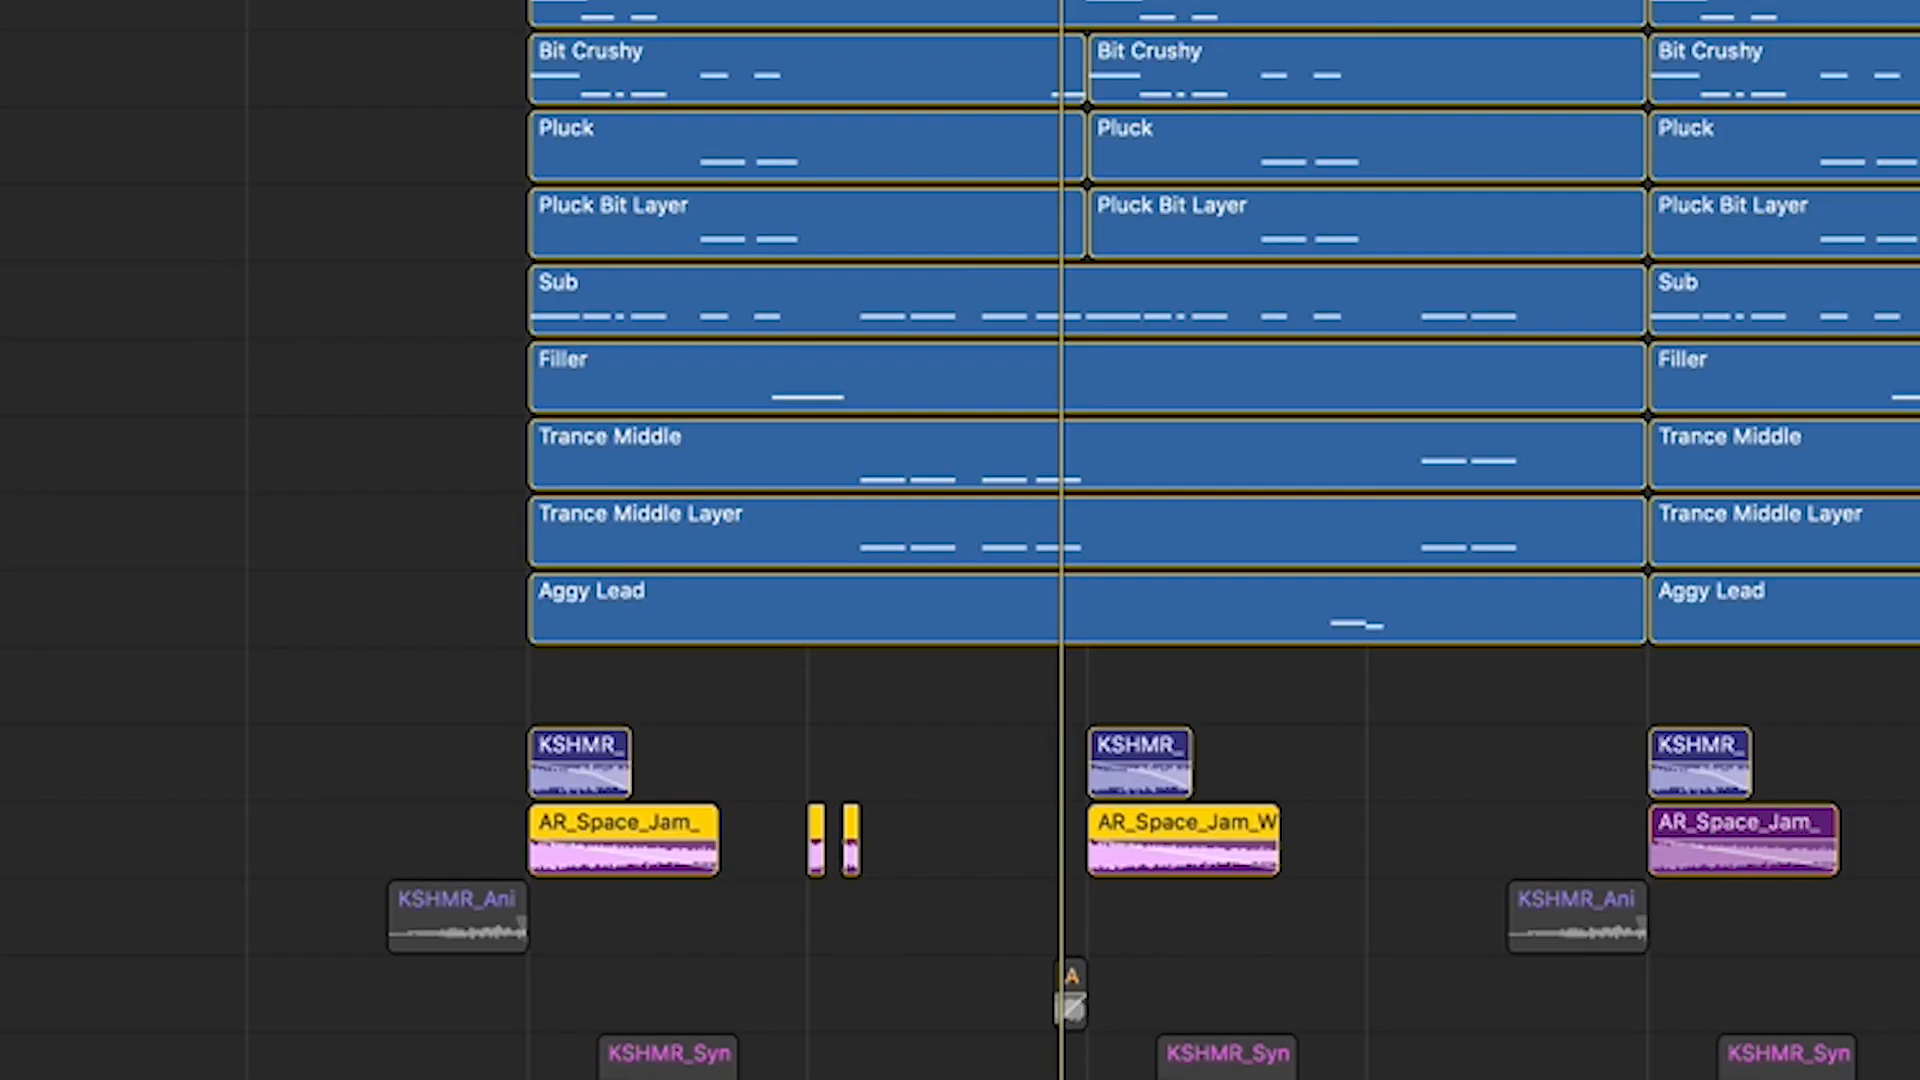 Bit Crushy Bit Crushy Bit Crushy
Pluck Pluck Pluck
Pluck Bit Layer Pluck Bit Layer Pluck Bit Layer
Sub Sub
Filler Filler
Trance Middle Trance Middle
Trance Middle Layer Trance Middle Layer
Aggy Lead Aggy Lead
KSHMR_ KSHMR_ KSHMR_
AR_Space_Jam_ AR_Space_Jam_W AR_Space_Jam_
KSHMR_Ani KSHMR_Ani
A
KSHMR_Syn KSHMR_Syn KSHMR_Syn